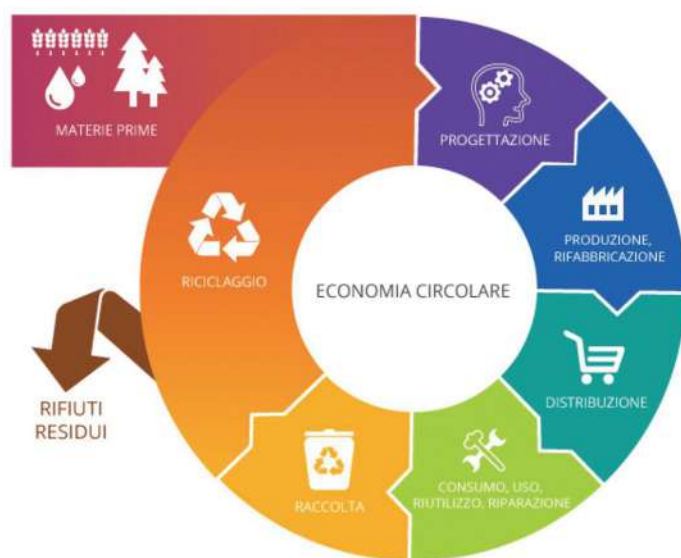 MATERIE PRIME
PROGETTAZIONE
PRODUZIONE,
RIFABBRICAZIONE
RICICLAGGIO
ECONOMIA CIRCOLARE
DISTRIBUZIONE
RIFIUTI
RESIDUI
CONSUMO, USO,
RIUTILIZZO, RIPARAZIONE
RACCOLTA